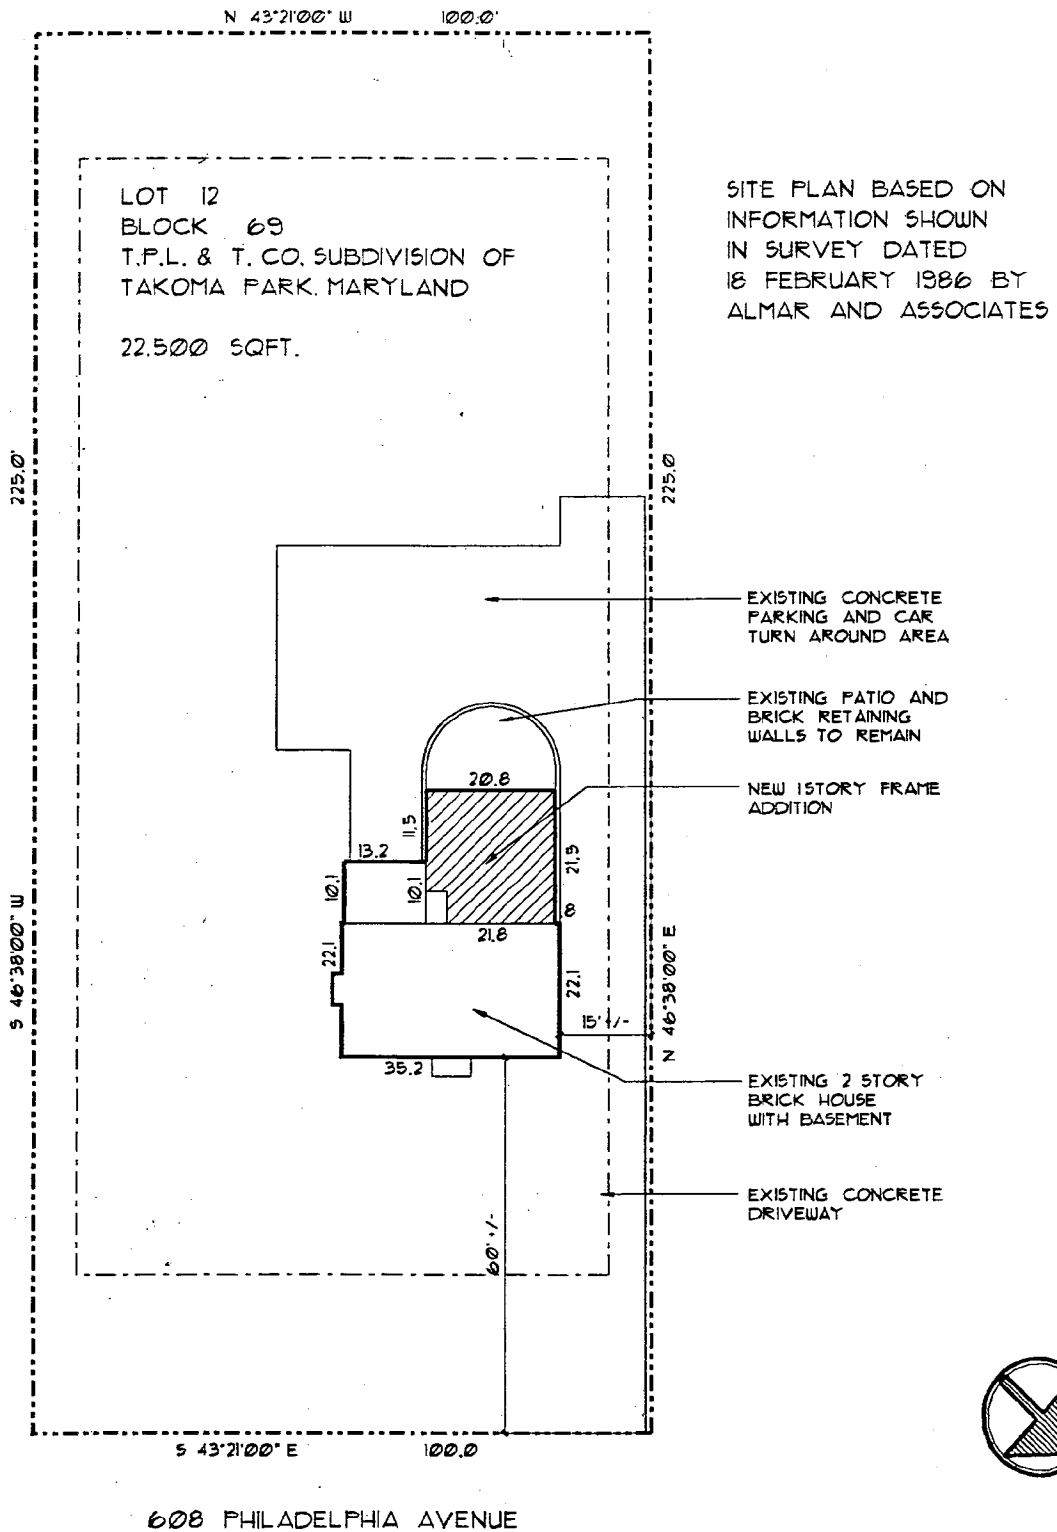 N 43°21'00" W 100.0'
LOT 12
BLOCK 69
T.P.L. & T. CO. SUBDIVISION OF
TAKOMA PARK. MARYLAND
22.500 SQFT.
SITE PLAN BASED ON
INFORMATION SHOWN
IN SURVEY DATED
18 FEBRUARY 1986 BY
ALMAR AND ASSOCIATES
225.0'
225.0
EXISTING CONCRETE
PARKING AND CAR
TURN AROUND AREA
EXISTING PATIO AND
BRICK RETAINING
WALLS TO REMAIN
NEW 1 STORY FRAME
ADDITION
20.8
11.5
13.2
21.5
10.1
10.1
8
21.8
22.1
22.1
S 46°38'00" W
N 46°38'00" E
15' +/-
35.2
EXISTING 2 STORY
BRICK HOUSE
WITH BASEMENT
EXISTING CONCRETE
DRIVEWAY
60' +/-
S 43°21'00" E 100.0
608 PHILADELPHIA AVENUE